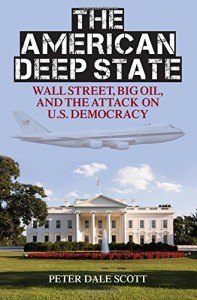 THE
AMERICAN
DEEP STATE
WALL STREET, BIG OIL,
AND THE ATTACK ON
U.S. DEMOCRACY
PETER DALE SCOTT